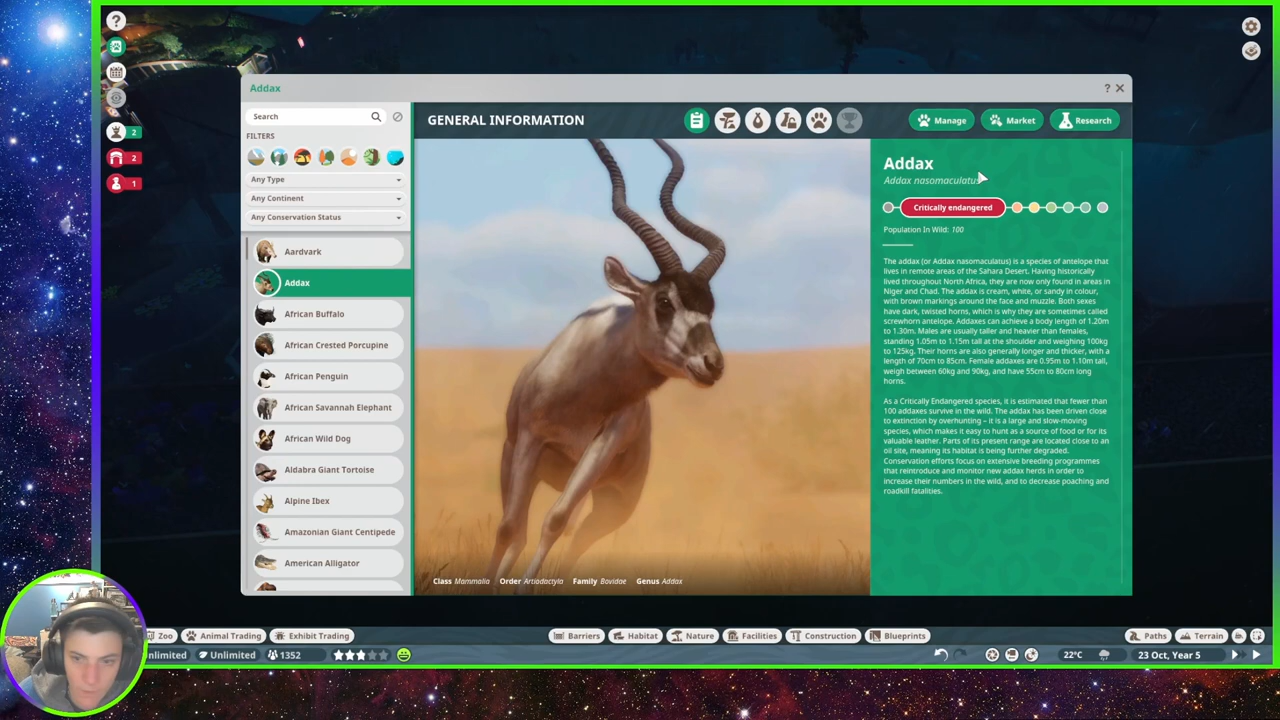 Addax
?
Search
FILTERS
Any Type
Any Continent
Any Conservation Status
Aardvark
Addax
African Buffalo
African Crested Porcupine
African Penguin
African Savannah Elephant
African Wild Dog
Aldabra Giant Tortoise
Alpine Ibex
Amazonian Giant Centipede
American Alligator
GENERAL INFORMATION
Manage
Market
Research
Addax
Addax nasomaculatus
Critically endangered
Population In Wild: 100
The addax (or Addax nasomaculatus) is a species of antelope that
lives in remote areas of the Sahara Desert. Having historically
lived throughout North Africa, they are now only found in areas in
Niger and Chad. The addax is cream, white, or sandy in colour,
with brown markings around the face and muzzle. Both sexes
have dark, twisted horns, which is why they are sometimes called
screwhorn antelope. Addaxes can achieve a body length of 1.20m
to 1.30m. Males are usually taller and heavier than females,
standing 1.05m to 1.15m tall at the shoulder and weighing 100kg
to 125kg. Their horns are also generally longer and thicker, with a
length of 70cm to 85cm. Female addaxes are 0.95m to 1.10m tall,
weigh between 60kg and 90kg, and have 55cm to 80cm long
horns.
As a Critically Endangered species, it is estimated that fewer than
100 addaxes survive in the wild. The addax has been driven close
to extinction by overhunting – it is a large and slow-moving
species, which makes it easy to hunt as a source of food or for its
valuable leather. Parts of its present range are located close to an
oil site, meaning its habitat is being further degraded.
Conservation efforts focus on extensive breeding programmes
that reintroduce and monitor new addax herds in order to
increase their numbers in the wild, and to decrease poaching and
roadkill fatalities.
Class Mammalia Order Artiodactyla Family Bovidae Genus Addax
?
2
2
1
Zoo
Animal Trading
Exhibit Trading
Barriers
Habitat
Nature
Facilities
Construction
Blueprints
Paths
Terrain
nlimited
Unlimited
1352
22°C
23 Oct, Year 5